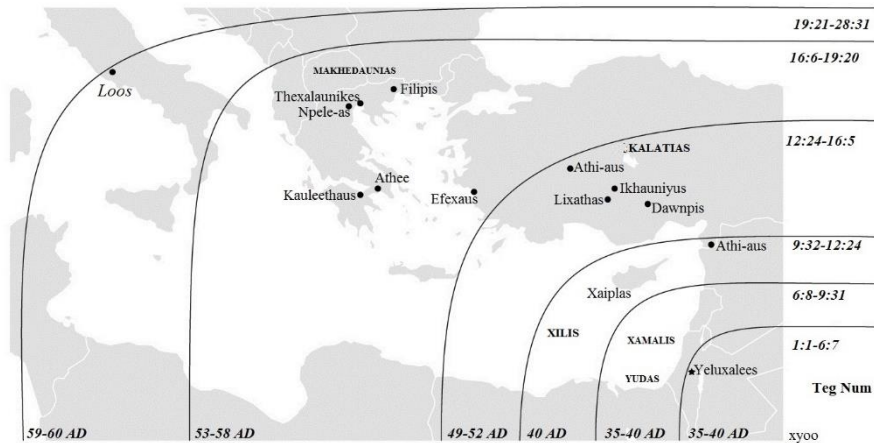 19:21-28:31
16:6-19:20
MAKHEDAUNIAS
Loos
Thexalaunikes
Filipis
Npele-as
12:24-16:5
KALATIAS
Athi-aus
Athee
Kauleethaus
Efexaus
Ikhauniyus
Lixathas
Dawnpis
9:32-12:24
Athi-aus
6:8-9:31
Xaiplas
XILIS
XAMALIS
1:1-6:7
Yeluxalees
YUDAS
Teg Num
59-60 AD
53-58 AD
49-52 AD
40 AD
35-40 AD
35-40 AD
xyoo